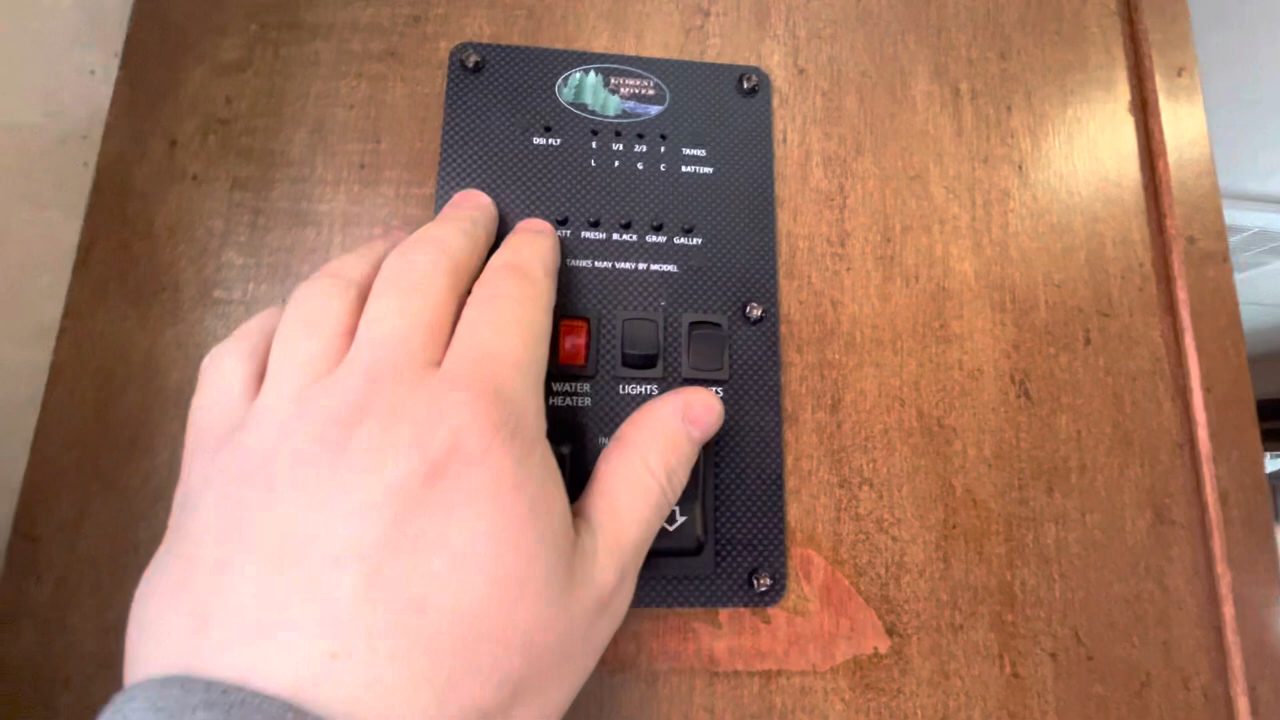 FOREST
RIVER
DSI FLT E 1/3 2/3 F TANKS
L F G C BATTERY
FRESH BLACK GRAY GALLEY
TANKS MAY VARY BY MODEL
WATER
HEATER
LIGHTS